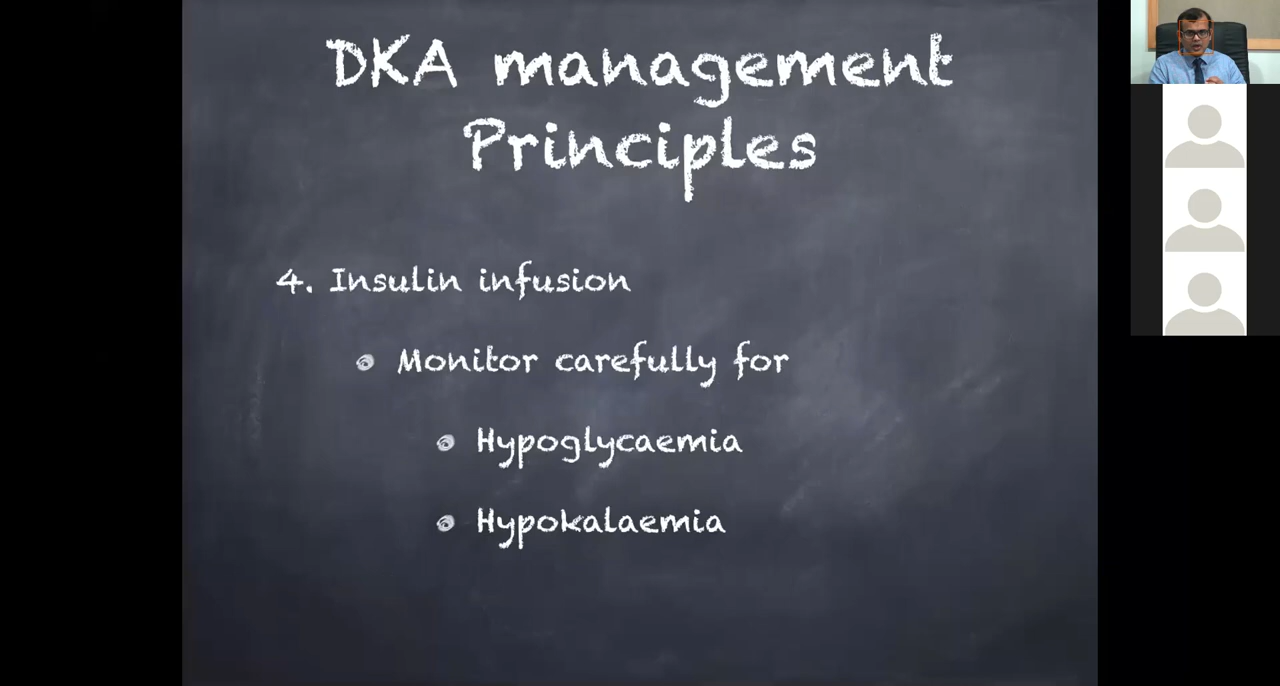 DKA management
Principles
4. Insulin infusion
Monitor carefully for
Hypoglycaemia
Hypokalaemia